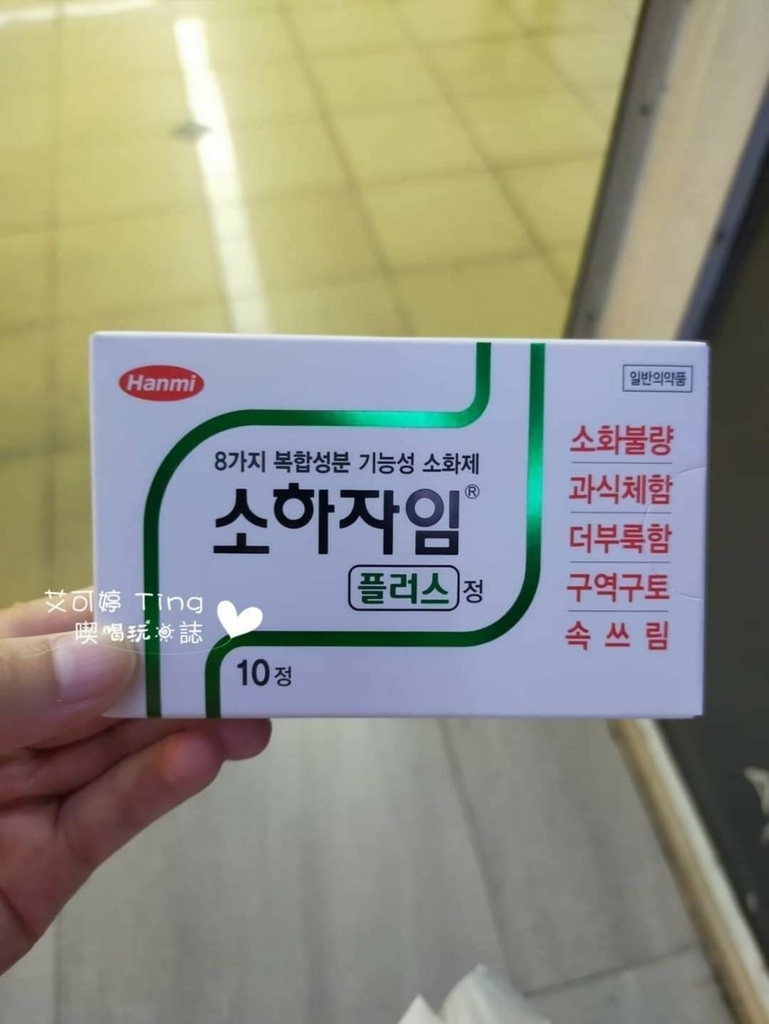 Hanmi
일반의약품
8가지 복합성분 기능성 소화제
소하자임®
플러스 정
10정
소화불량
과식체함
더부룩함
구역구토
속 쓰 림
艾可婷 Ting
喫喝玩☀誌